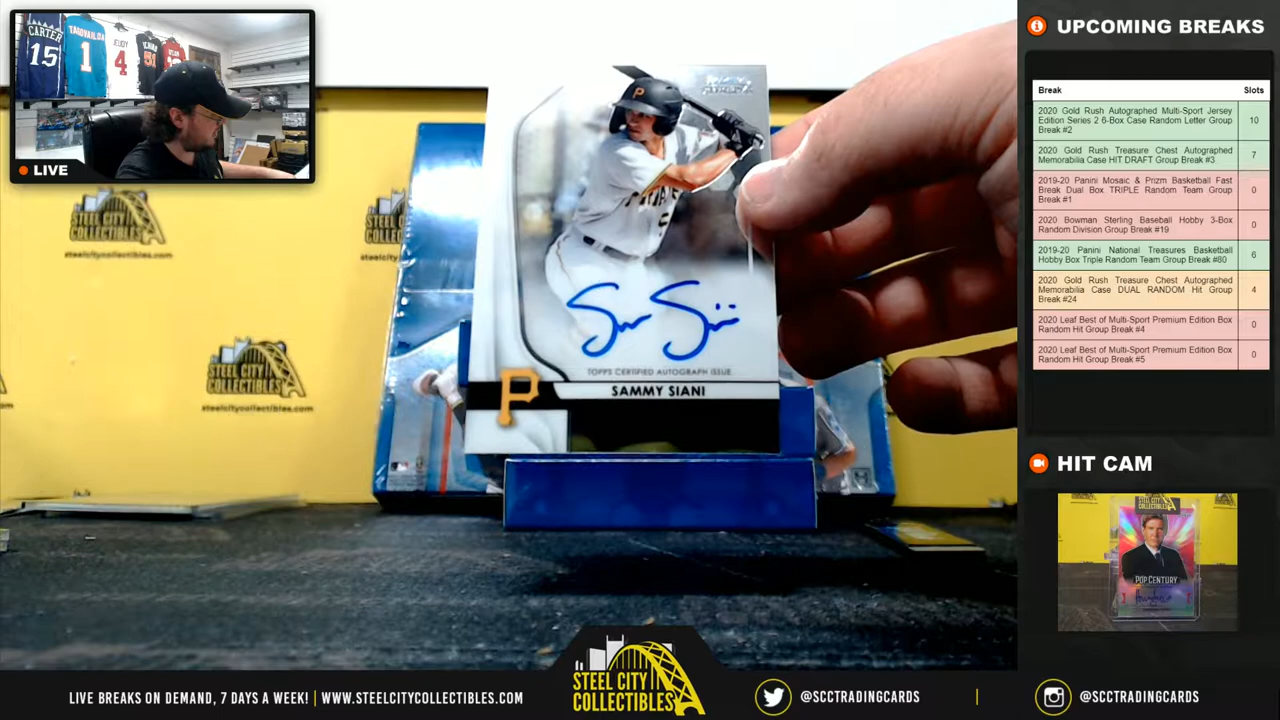 CARTER
15
TAGOVAILOA
1
JEUDY
4
LIVE
STEEL CITY
COLLECTIBLES
steelcitycollectibles.com
STEEL CITY
COLLECTIBLES
steelcitycollectibles.com
P
TOPPS CERTIFIED AUTOGRAPH ISSUE
SAMMY SIANI
P
UPCOMING BREAKS
Break Slots
2020 Gold Rush Autographed Multi-Sport Jersey
Edition Series 2 6-Box Case Random Letter Group
Break #2
10
2020 Gold Rush Treasure Chest Autographed
Memorabilia Case HIT DRAFT Group Break #3
7
2019-20 Panini Mosaic & Prizm Basketball Fast
Break Dual Box TRIPLE Random Team Group
Break #1
0
2020 Bowman Sterling Baseball Hobby 3-Box
Random Division Group Break #19
0
2019-20 Panini National Treasures Basketball
Hobby Box Triple Random Team Group Break #80
6
2020 Gold Rush Treasure Chest Autographed
Memorabilia Case DUAL RANDOM Hit Group
Break #24
4
2020 Leaf Best of Multi-Sport Premium Edition Box
Random Hit Group Break #4
0
2020 Leaf Best of Multi-Sport Premium Edition Box
Random Hit Group Break #5
0
HIT CAM
STEEL CITY
COLLECTIBLES
POP CENTURY
LIVE BREAKS ON DEMAND, 7 DAYS A WEEK! | WWW.STEELCITYCOLLECTIBLES.COM
STEEL CITY
COLLECTIBLES
@SCCTRADINGCARDS
@SCCTRADINGCARDS